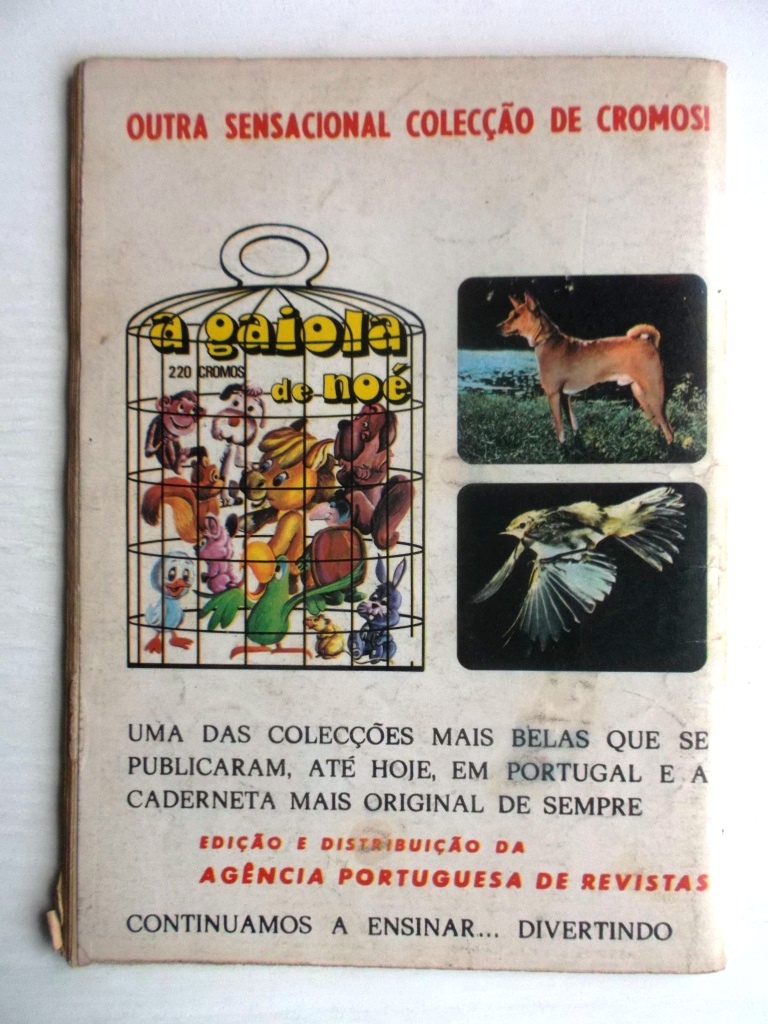 OUTRA SENSACIONAL COLECÇÃO DE CROMOS!
a gaiola
220 CROMOS
de noé
UMA DAS COLECÇÕES MAIS BELAS QUE SE
PUBLICARAM, ATÉ HOJE, EM PORTUGAL E A
CADERNETA MAIS ORIGINAL DE SEMPRE
EDIÇÃO E DISTRIBUIÇÃO DA
AGÊNCIA PORTUGUESA DE REVISTAS
CONTINUAMOS A ENSINAR... DIVERTINDO